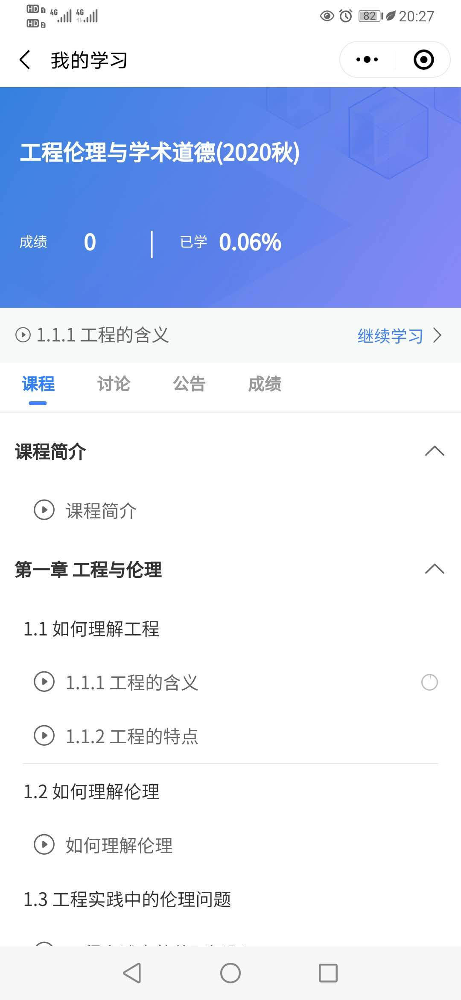 HD 1 4G 4G 82 20:27
HD 2
我的学习
工程伦理与学术道德(2020秋)
成绩 0 已学 0.06%
1.1.1 工程的含义 继续学习
课程 讨论 公告 成绩
课程简介
课程简介
第一章 工程与伦理
1.1 如何理解工程
1.1.1 工程的含义
1.1.2 工程的特点
1.2 如何理解伦理
如何理解伦理
1.3 工程实践中的伦理问题